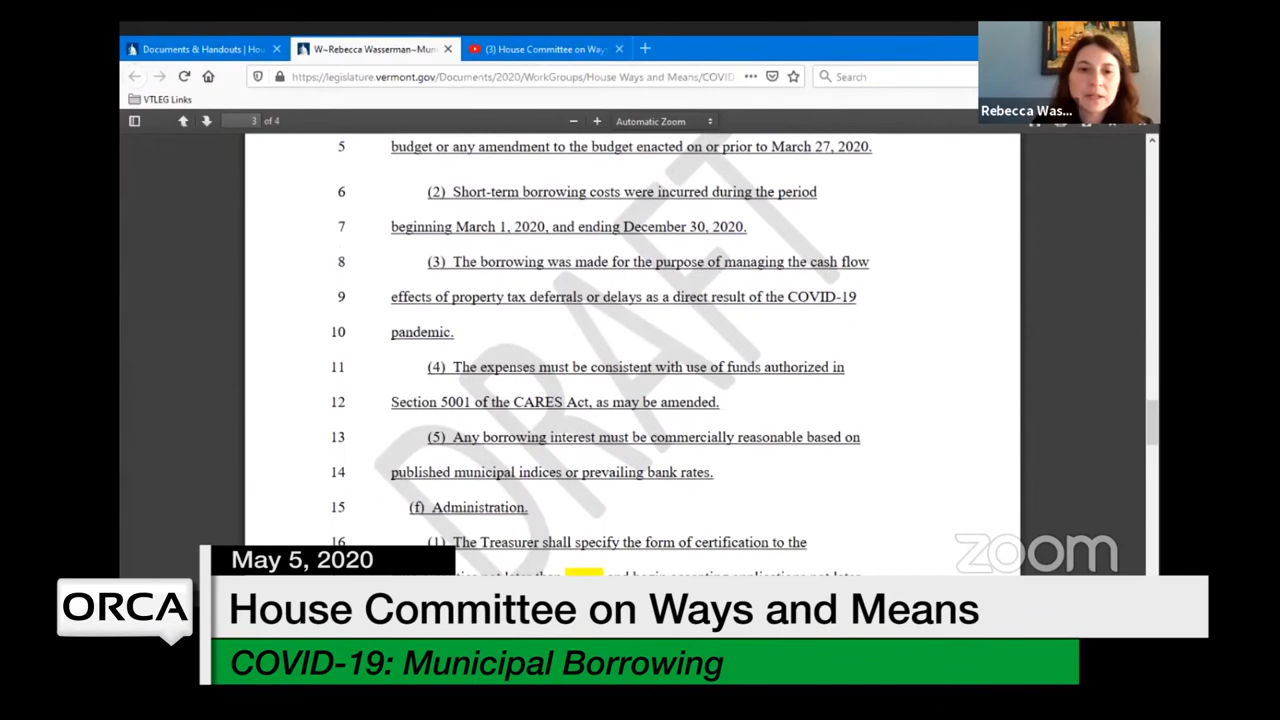 Documents & Handouts | Hou
W~Rebecca Wasserman~Mun
(3) House Committee on Way
https://legislature.vermont.gov/Documents/2020/WorkGroups/House Ways and Means/COVID
Search
VTLEG Links
3 of 4
Automatic Zoom
Rebecca Was...
5 budget or any amendment to the budget enacted on or prior to March 27, 2020.
6 (2) Short-term borrowing costs were incurred during the period
7 beginning March 1, 2020, and ending December 30, 2020.
8 (3) The borrowing was made for the purpose of managing the cash flow
9 effects of property tax deferrals or delays as a direct result of the COVID-19
10 pandemic.
11 (4) The expenses must be consistent with use of funds authorized in
12 Section 5001 of the CARES Act, as may be amended.
13 (5) Any borrowing interest must be commercially reasonable based on
14 published municipal indices or prevailing bank rates.
15 (f) Administration.
16 (1) The Treasurer shall specify the form of certification to the
DRAFT
zoom
May 5, 2020
ORCA
House Committee on Ways and Means
COVID-19: Municipal Borrowing